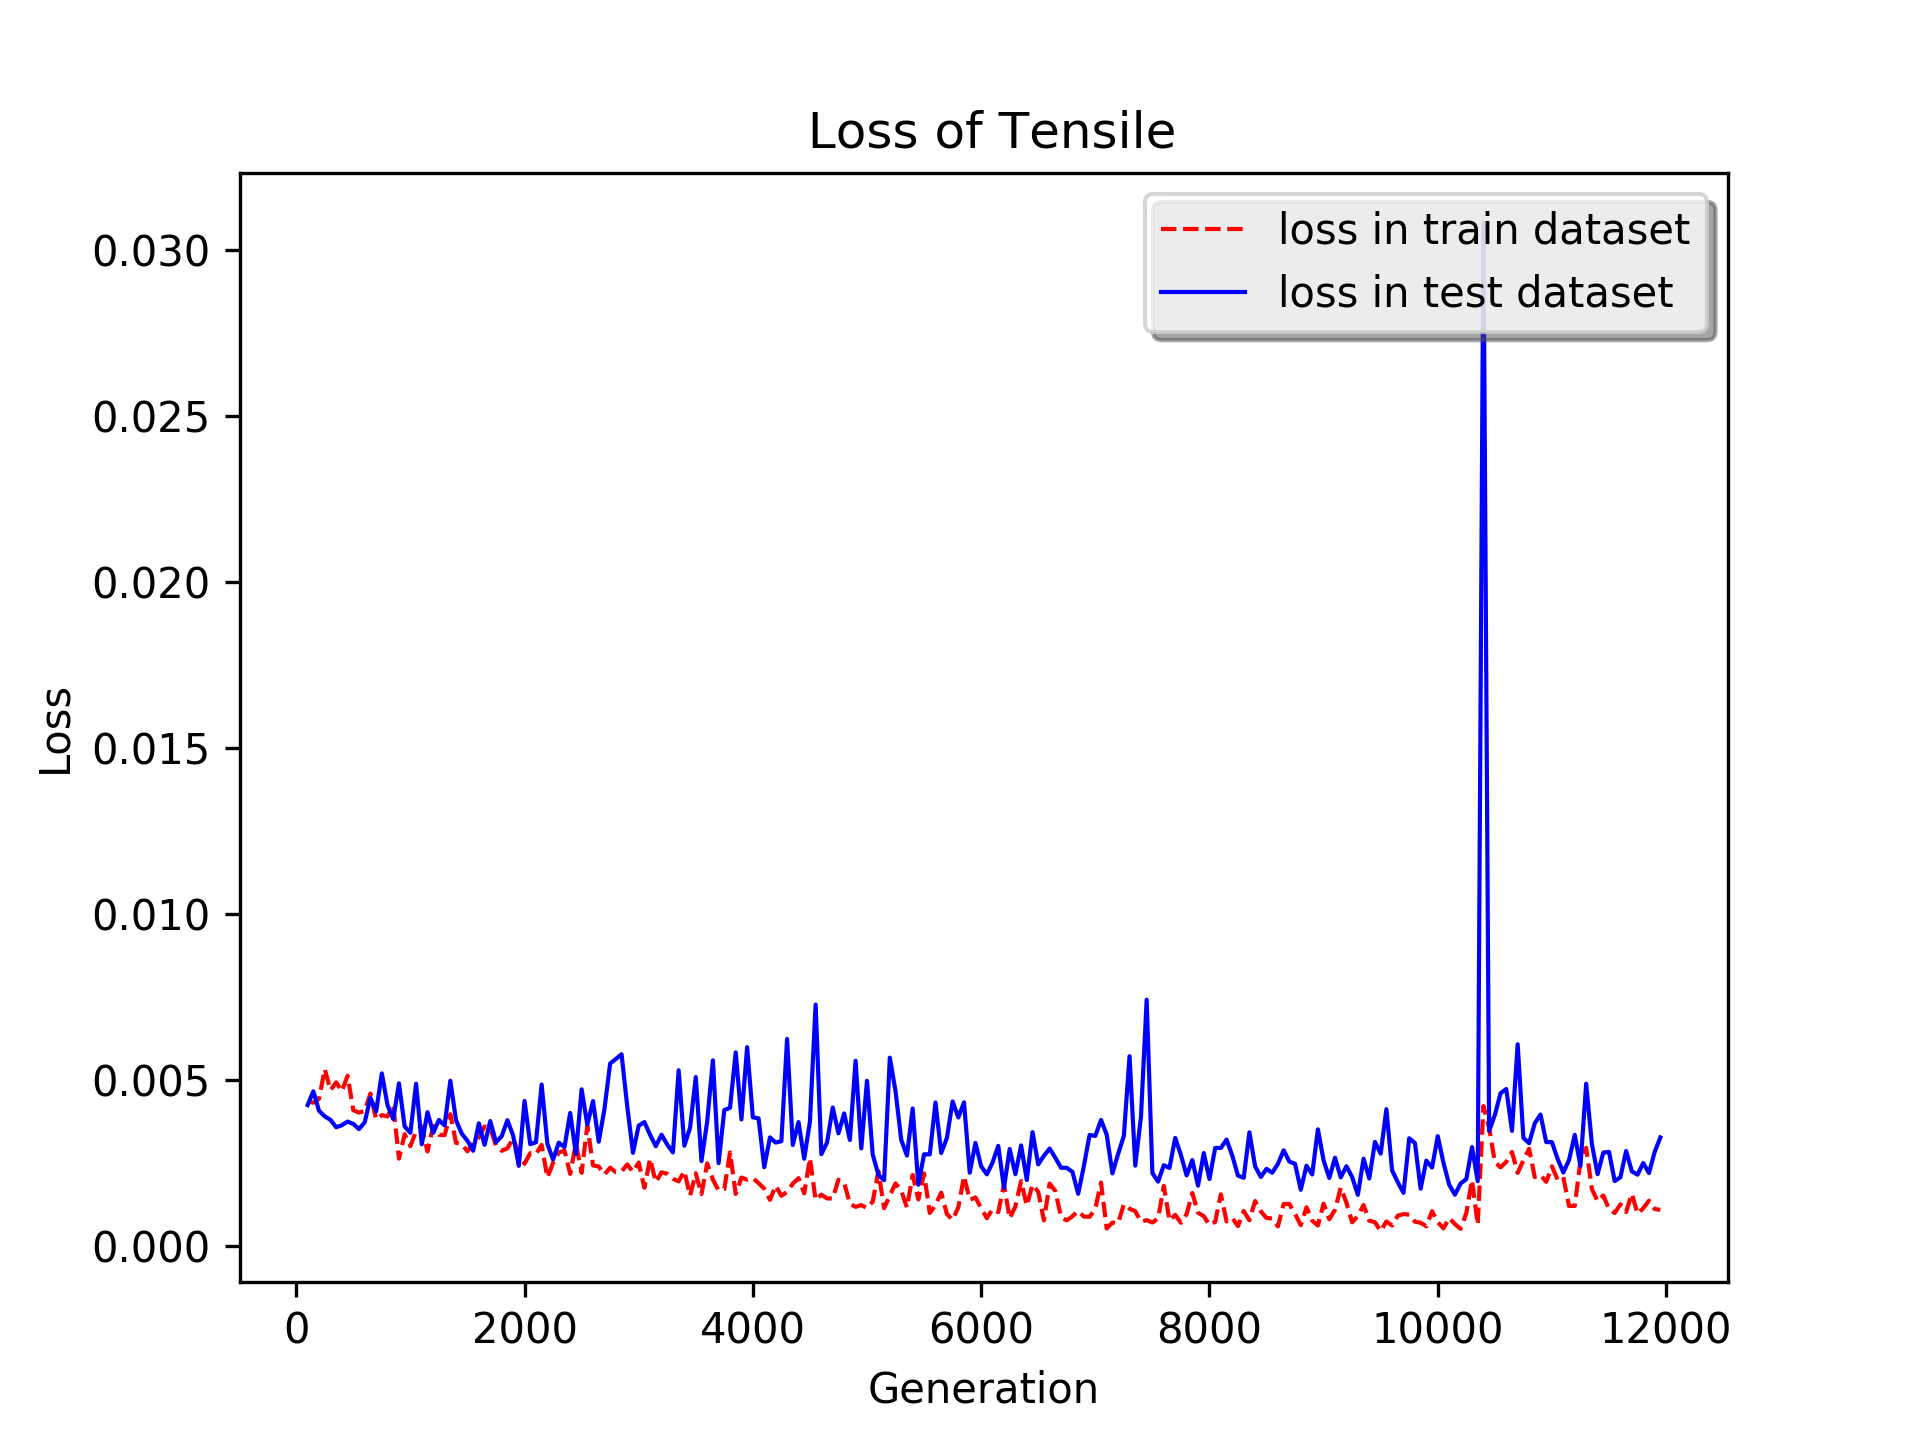 Loss of Tensile
loss in train dataset
loss in test dataset
0.030
0.025
0.020
0.015
0.010
0.005
0.000
Loss
0 2000 4000 6000 8000 10000 12000
Generation